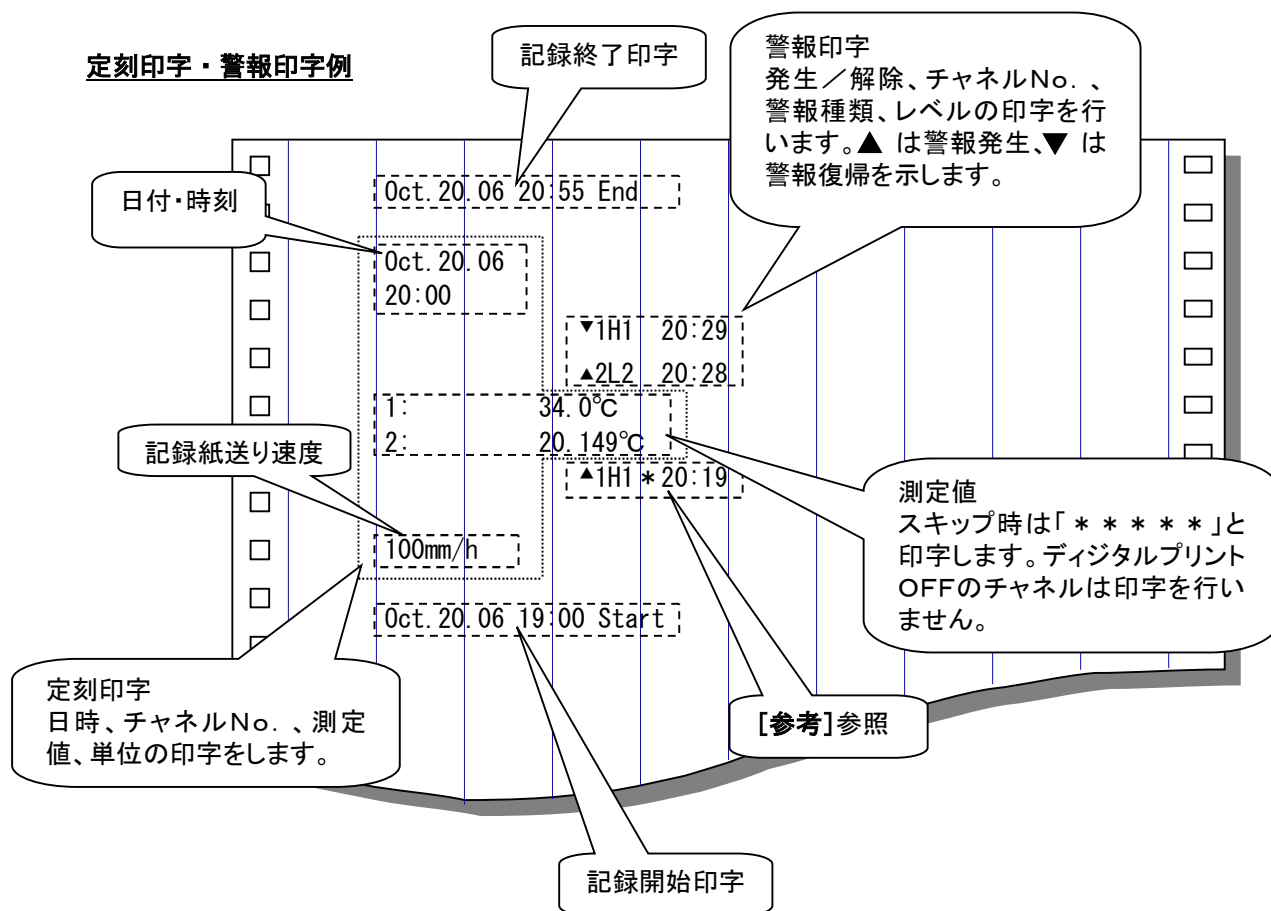 定刻印字・警報印字例
記録終了印字
警報印字
発生／解除、チャネルNo．、
警報種類、レベルの印字を行
います。▲ は警報発生、▼ は
警報復帰を示します。
日付・時刻
Oct.20.06 20:55 End
Oct.20.06
20:00
▼1H1 20:29
▲2L2 20:28
1: 34.0℃
2: 20.149℃
記録紙送り速度
▲1H1＊20:19
測定値
スキップ時は「＊＊＊＊＊」と
印字します。ディジタルプリント
OFFのチャネルは印字を行い
ません。
100mm/h
Oct.20.06 19:00 Start
定刻印字
日時、チャネルNo．、測定
値、単位の印字をします。
[参考]参照
記録開始印字